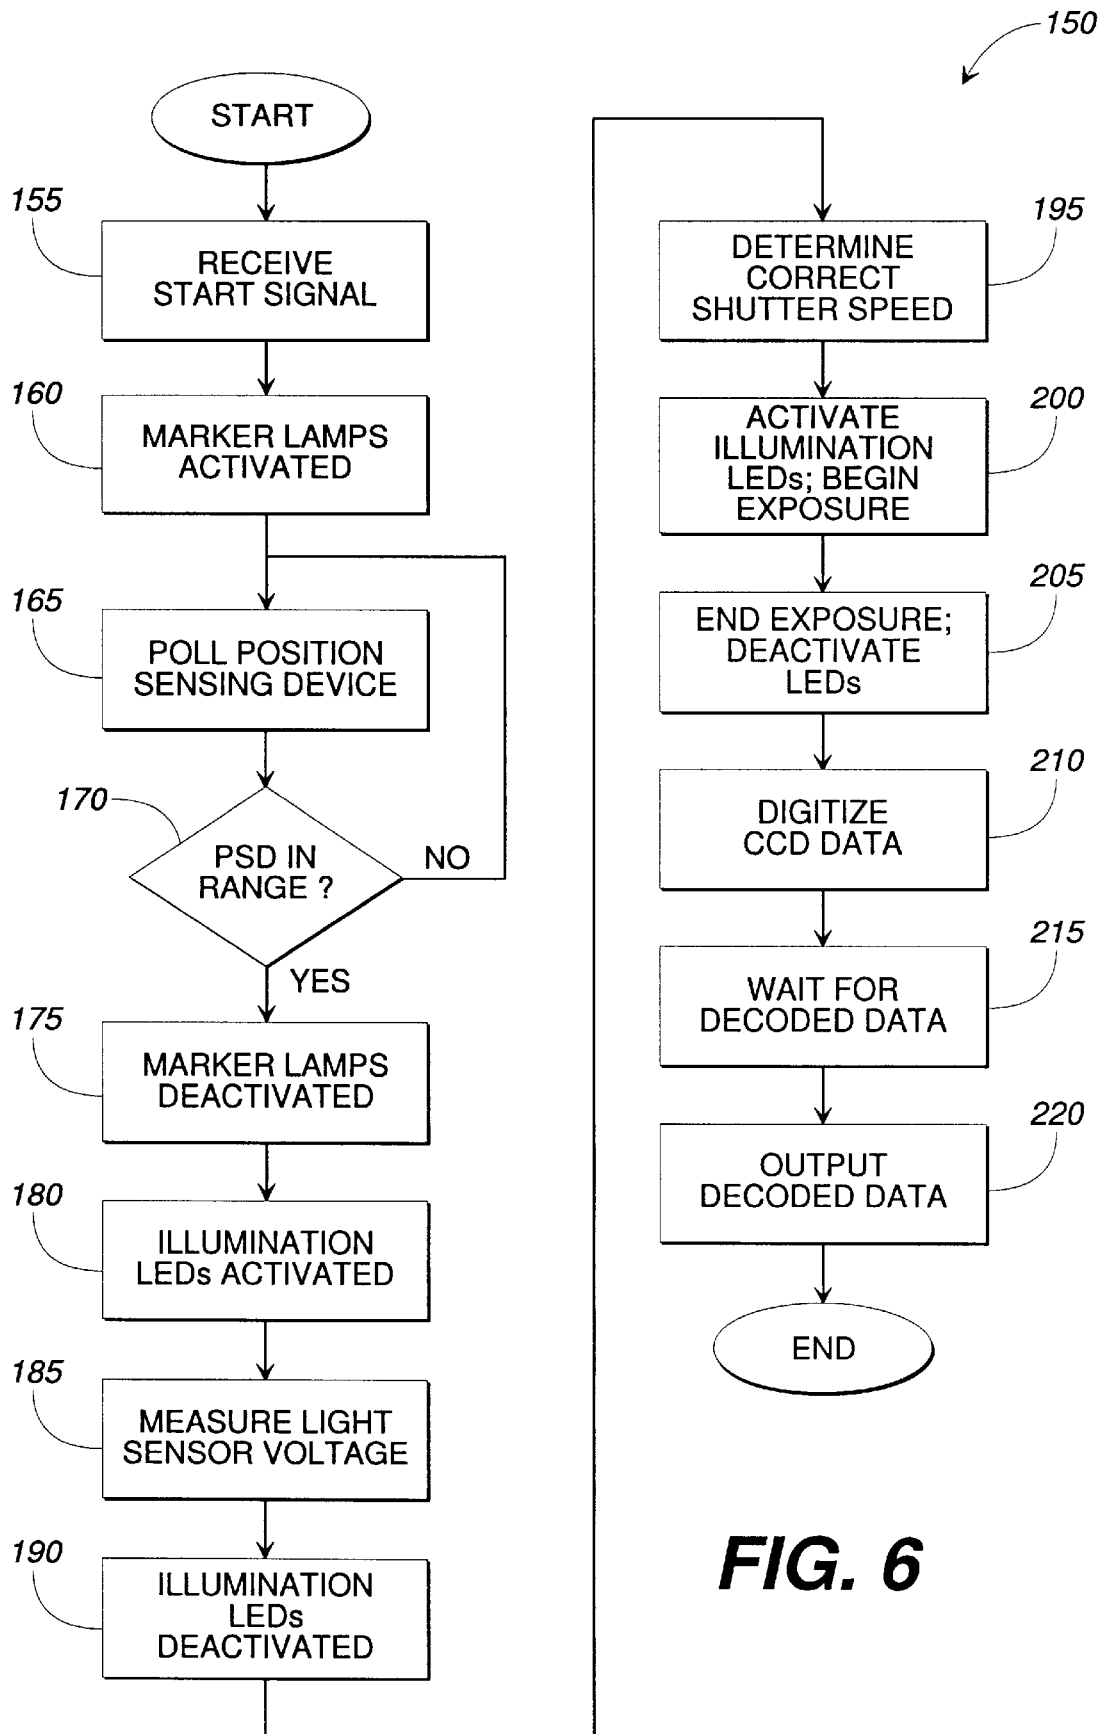 150
START
155
RECEIVE
START SIGNAL
160
MARKER LAMPS
ACTIVATED
165
POLL POSITION
SENSING DEVICE
170
PSD IN
RANGE ?
NO
YES
175
MARKER LAMPS
DEACTIVATED
180
ILLUMINATION
LEDs ACTIVATED
185
MEASURE LIGHT
SENSOR VOLTAGE
190
ILLUMINATION
LEDs
DEACTIVATED
195
DETERMINE
CORRECT
SHUTTER SPEED
200
ACTIVATE
ILLUMINATION
LEDs; BEGIN
EXPOSURE
205
END EXPOSURE;
DEACTIVATE
LEDs
210
DIGITIZE
CCD DATA
215
WAIT FOR
DECODED DATA
220
OUTPUT
DECODED DATA
END
FIG. 6